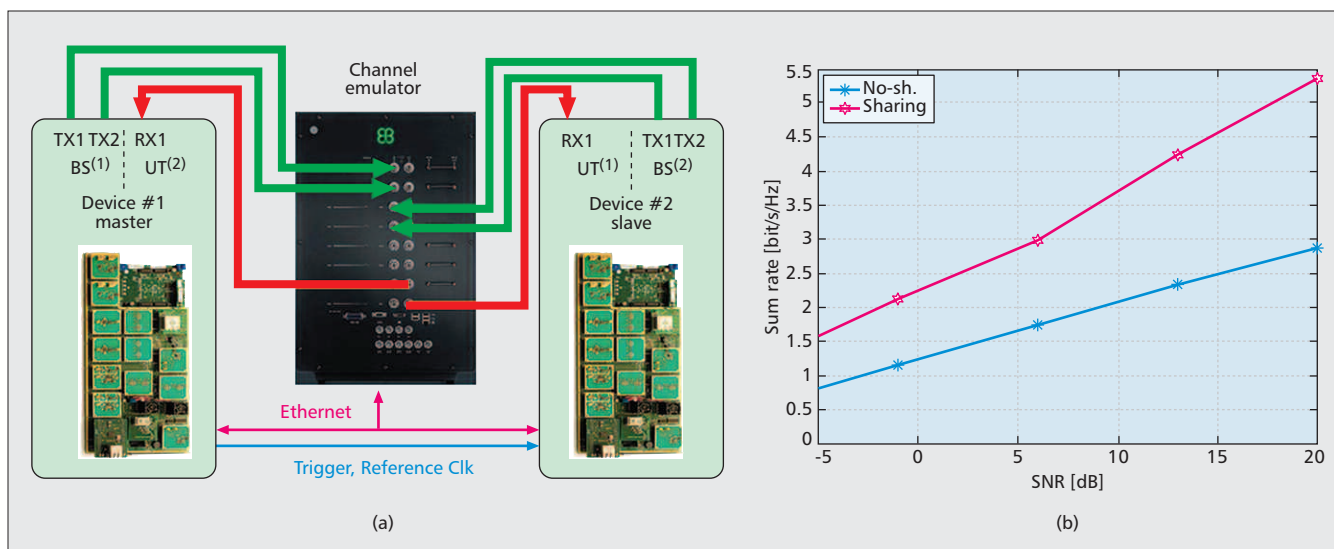 Channel
emulator
TX1 TX2 RX1
BS(1) UT(2)
Device #1
master
RX1 TX1TX2
UT(1) BS(2)
Device #2
slave
Ethernet
Trigger, Reference Clk
(a)
No-sh.
Sharing
5.5
5
4.5
4
3.5
3
2.5
2
1.5
1
0.5
0
Sum rate [bit/s/Hz]
-5 0 5 10 15 20
SNR [dB]
(b)